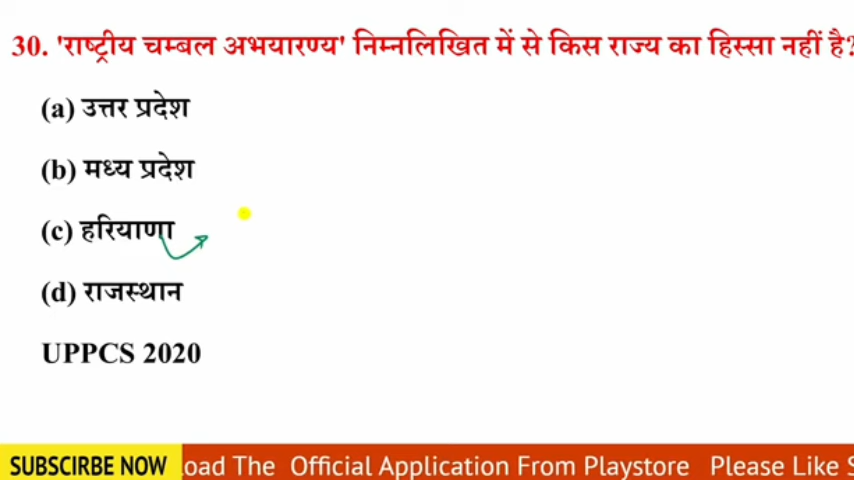 30. 'राष्ट्रीय चम्बल अभयारण्य' निम्नलिखित में से किस राज्य का हिस्सा नहीं है?
(a) उत्तर प्रदेश
(b) मध्य प्रदेश
(c) हरियाणा
(d) राजस्थान
UPPCS 2020
SUBSCIRBE NOW oad The Official Application From Playstore Please Like S